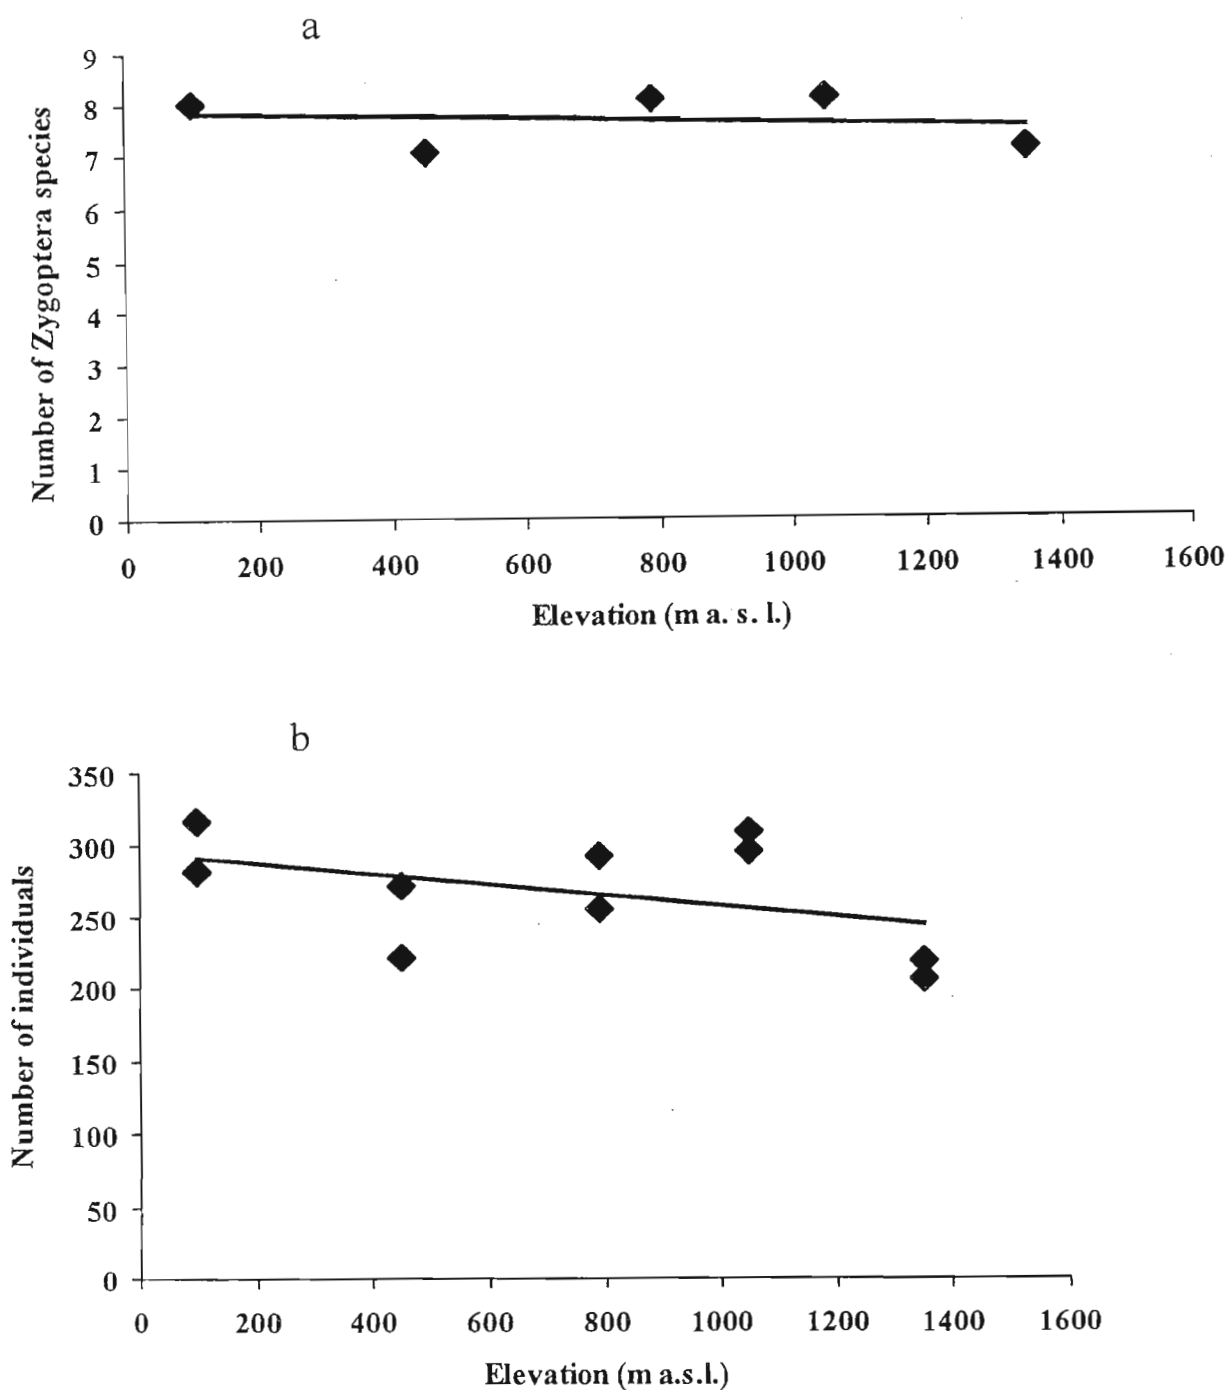 a
Number of Zygoptera species
9
8
7
6
5
4
3
2
1
0
0 200 400 600 800 1000 1200 1400 1600
Elevation (m a. s. l.)
b
Number of individuals
350
300
250
200
150
100
50
0
0 200 400 600 800 1000 1200 1400 1600
Elevation (m a.s.l.)